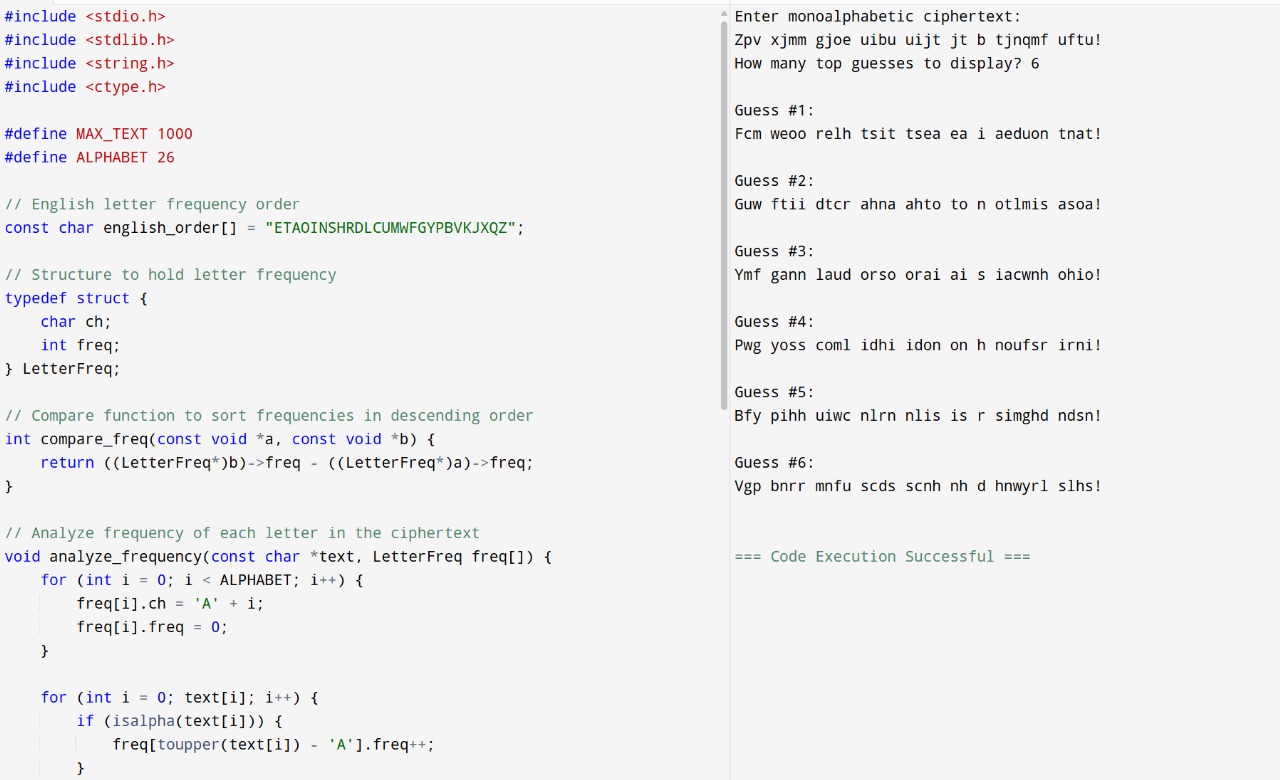 #include <stdio.h>
#include <stdlib.h>
#include <string.h>
#include <ctype.h>

#define MAX_TEXT 1000
#define ALPHABET 26

// English letter frequency order
const char english_order[] = "ETAOINSHRDLCUMWFGYPBVKJXQZ";

// Structure to hold letter frequency
typedef struct {
    char ch;
    int freq;
} LetterFreq;

// Compare function to sort frequencies in descending order
int compare_freq(const void *a, const void *b) {
    return ((LetterFreq*)b)->freq - ((LetterFreq*)a)->freq;
}

// Analyze frequency of each letter in the ciphertext
void analyze_frequency(const char *text, LetterFreq freq[]) {
    for (int i = 0; i < ALPHABET; i++) {
        freq[i].ch = 'A' + i;
        freq[i].freq = 0;
    }

    for (int i = 0; text[i]; i++) {
        if (isalpha(text[i])) {
            freq[toupper(text[i]) - 'A'].freq++;
        }

Enter monoalphabetic ciphertext:
Zpv xjmm gjoe uibu uijt jt b tjnqmf uftu!
How many top guesses to display? 6

Guess #1:
Fcm weoo relh tsit tsea ea i aeduon tnat!

Guess #2:
Guw ftii dtcr ahna ahto to n otlmis asoa!

Guess #3:
Ymf gann laud orso orai ai s iacwnh ohio!

Guess #4:
Pwg yoss coml idhi idon on h noufsr irni!

Guess #5:
Bfy pihh uiwc nlrn nlis is r simghd ndsn!

Guess #6:
Vgp bnrr mnfu scds scnh nh d hnwyrl slhs!

=== Code Execution Successful ===